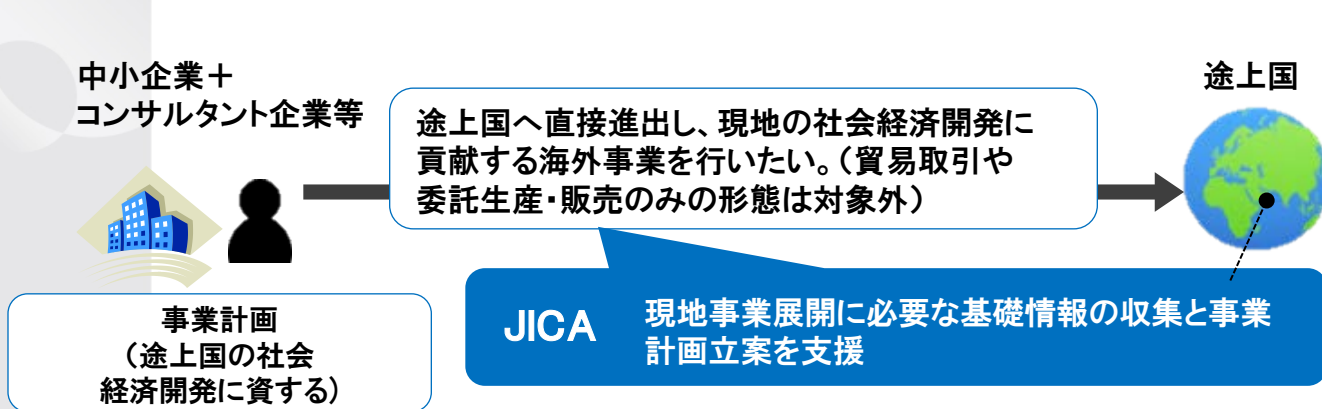 中小企業＋
コンサルタント企業等
途上国へ直接進出し、現地の社会経済開発に
貢献する海外事業を行いたい。（貿易取引や
委託生産・販売のみの形態は対象外）
途上国
事業計画
（途上国の社会
経済開発に資する）
JICA
現地事業展開に必要な基礎情報の収集と事業
計画立案を支援